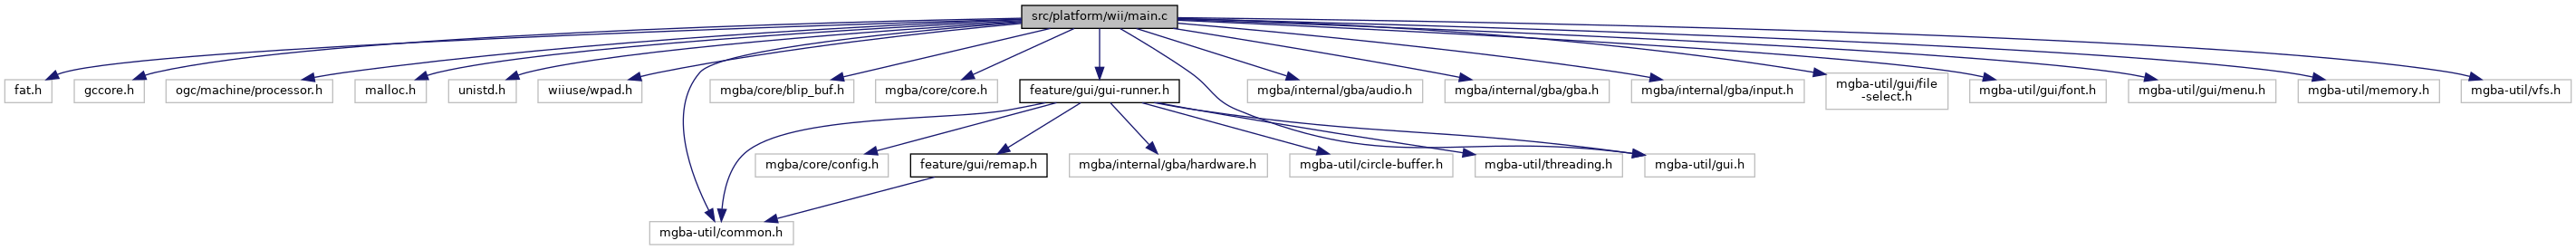 src/platform/wii/main.c
fat.h
gccore.h
ogc/machine/processor.h
malloc.h
unistd.h
wiiuse/wpad.h
mgba/core/blip_buf.h
mgba/core/core.h
feature/gui/gui-runner.h
mgba/internal/gba/audio.h
mgba/internal/gba/gba.h
mgba/internal/gba/input.h
mgba-util/gui/file
-select.h
mgba-util/gui/font.h
mgba-util/gui/menu.h
mgba-util/memory.h
mgba-util/vfs.h
mgba/core/config.h
feature/gui/remap.h
mgba/internal/gba/hardware.h
mgba-util/circle-buffer.h
mgba-util/threading.h
mgba-util/gui.h
mgba-util/common.h